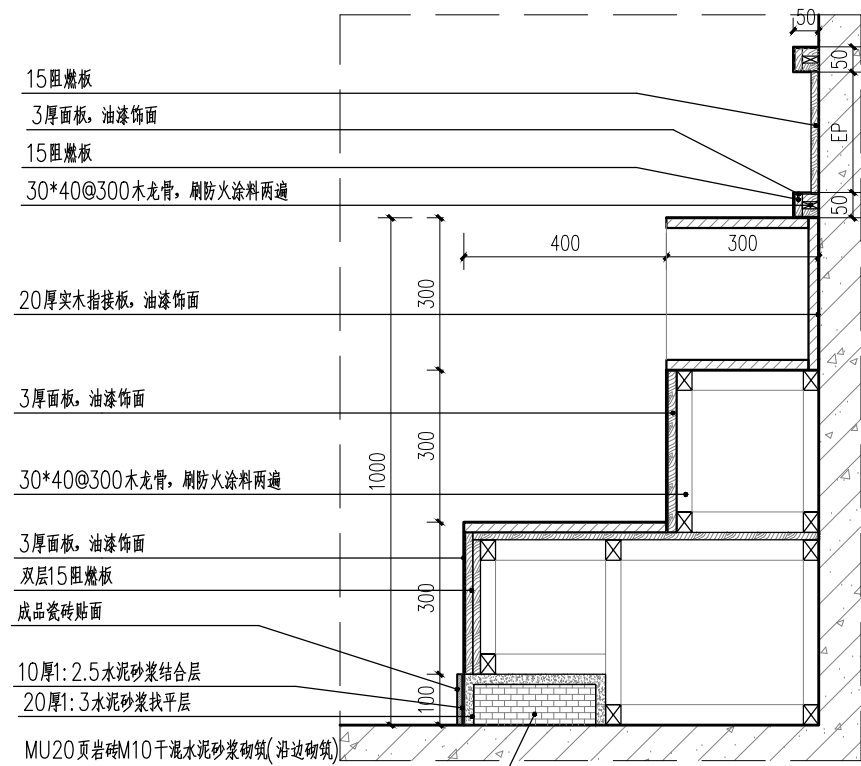 50
50
15阻燃板
3厚面板，油漆饰面
EP
15阻燃板
30*40@300木龙骨，刷防火涂料两遍
50
400
300
300
20厚实木指接板，油漆饰面
3厚面板，油漆饰面
300
1000
30*40@300木龙骨，刷防火涂料两遍
3厚面板，油漆饰面
双层15阻燃板
300
成品瓷砖贴面
10厚1：2.5水泥砂浆结合层
20厚1：3水泥砂浆找平层
100
MU20页岩砖M10干混水泥砂浆砌筑(沿边砌筑)